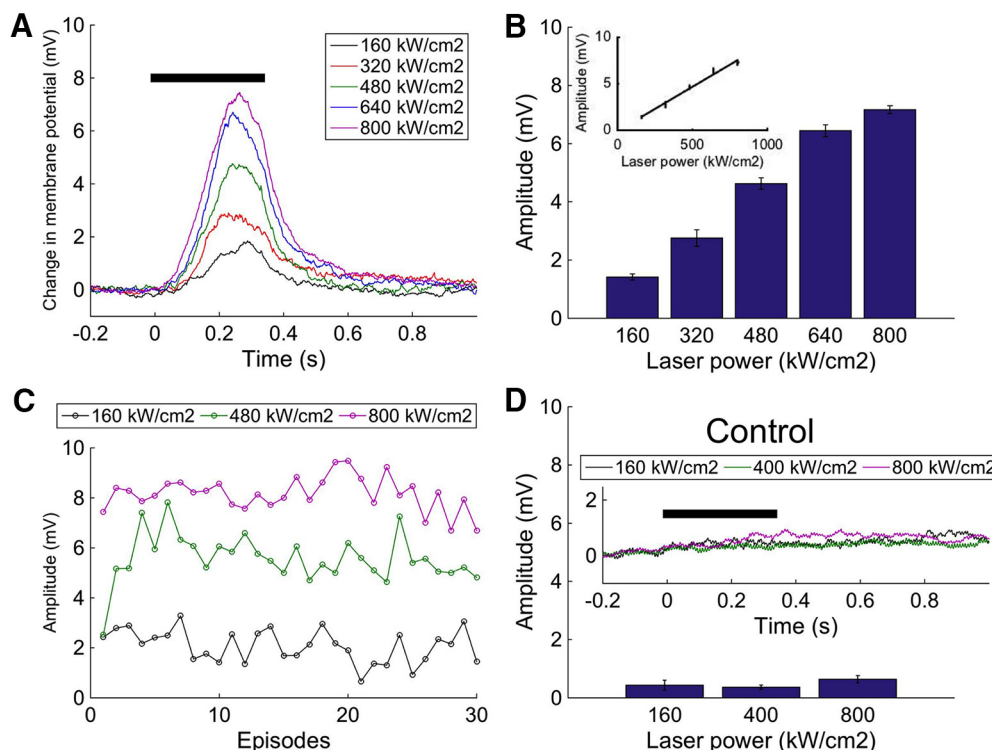 A
Change in membrane potential (mV)
10
8
6
4
2
0
-0.2 0 0.2 0.4 0.6 0.8
Time (s)
160 kW/cm2
320 kW/cm2
480 kW/cm2
640 kW/cm2
800 kW/cm2
B
Amplitude (mV)
10
8
6
4
2
0
160 320 480 640 800
Laser power (kW/cm2)
Amplitude (mV)
10
5
0
0 500 1000
Laser power (kW/cm2)
C
160 kW/cm2 480 kW/cm2 800 kW/cm2
Amplitude (mV)
10
8
6
4
2
0
0 10 20 30
Episodes
D
Amplitude (mV)
10
8
6
4
2
0
Control
160 kW/cm2 400 kW/cm2 800 kW/cm2
2
0
-0.2 0 0.2 0.4 0.6 0.8
Time (s)
160 400 800
Laser power (kW/cm2)